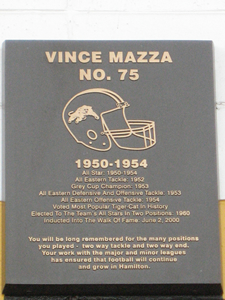 VINCE MAZZA
NO. 75
1950-1954
All Star: 1950-1954
All Eastern Tackle: 1952
Grey Cup Champion: 1953
All Eastern Defensive And Offensive Tackle: 1953
All Eastern Offensive Tackle: 1954
Voted Most Popular Tiger-Cat In History
Elected To The Team's All Stars In Two Positions: 1960
Inducted Into The Walk Of Fame: June 2, 2000
You will be long remembered for the many positions
you played - two way tackle and two way end.
Your work with the major and minor leagues
has ensured that football will continue
and grow in Hamilton.